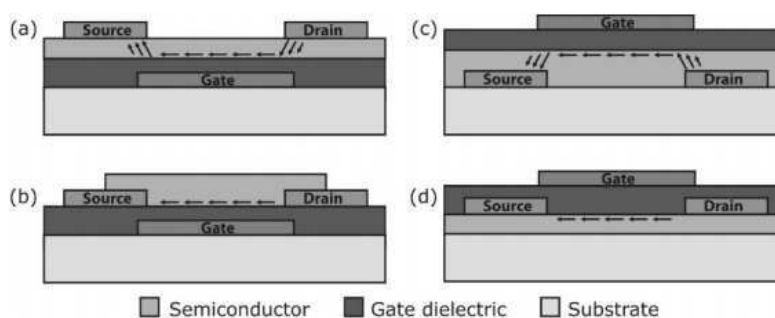 (a) Source Drain
Gate
(b) Source Drain
Gate
(c) Gate
Source Drain
(d) Gate
Source Drain
Semiconductor Gate dielectric Substrate